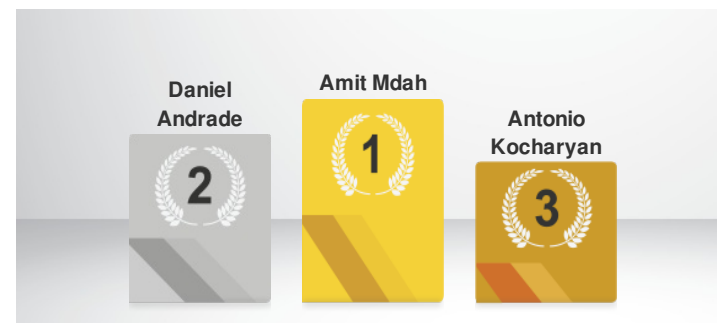 Daniel
Andrade
2
Amit Mdah
1
Antonio
Kocharyan
3